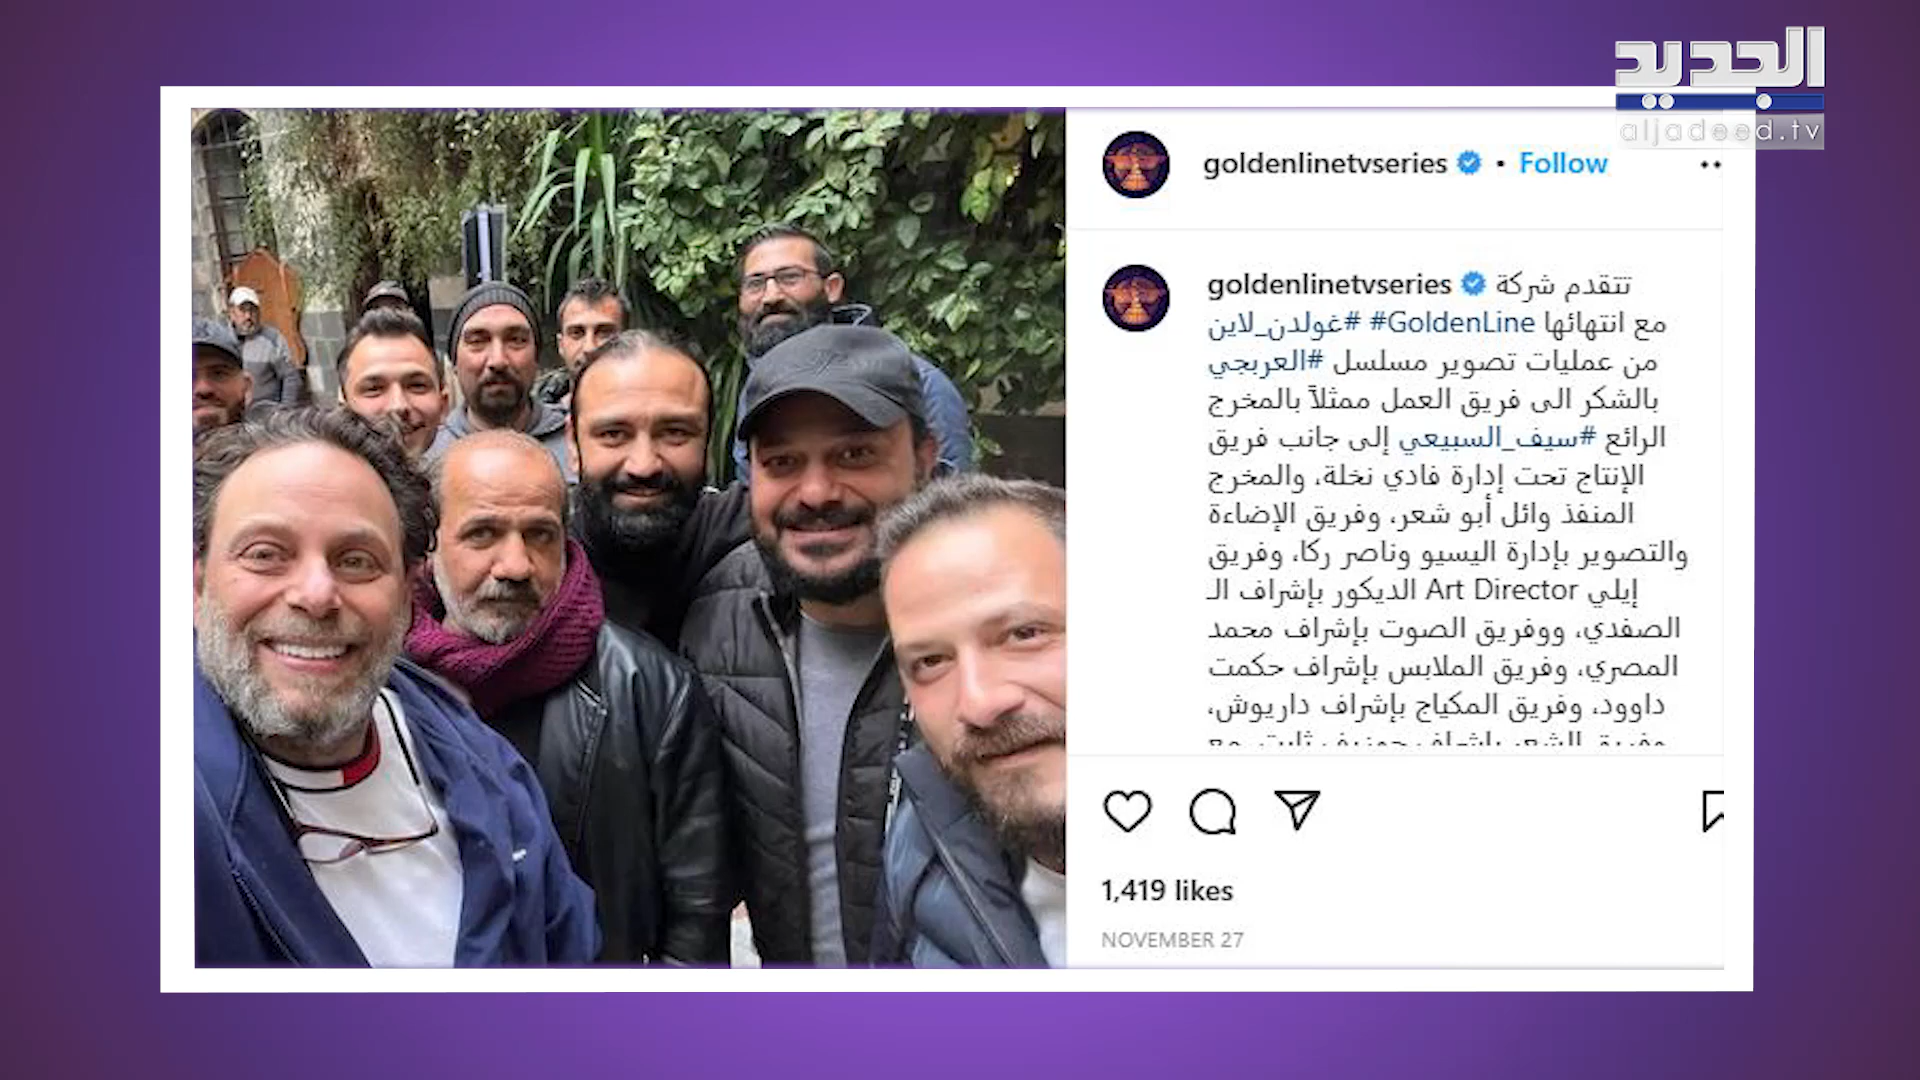 الجديد
aljadeed.tv
goldenlinetvseries • Follow
goldenlinetvseries تتقدم شركة
#GoldenLine #غولدن_لاين مع انتهائها
من عمليات تصوير مسلسل #العربجي
بالشكر الى فريق العمل ممثلاً بالمخرج
الرائع #سيف_السبيعي إلى جانب فريق
الإنتاج تحت إدارة فادي نخلة، والمخرج
المنفذ وائل أبو شعر، وفريق الإضاءة
والتصوير بإدارة اليسيو وناصر ركا، وفريق
الديكور بإشراف الـ Art Director إيلي
الصفدي، ووفريق الصوت بإشراف محمد
المصري، وفريق الملابس بإشراف حكمت
داوود، وفريق المكياج بإشراف داريوش،
1,419 likes
NOVEMBER 27